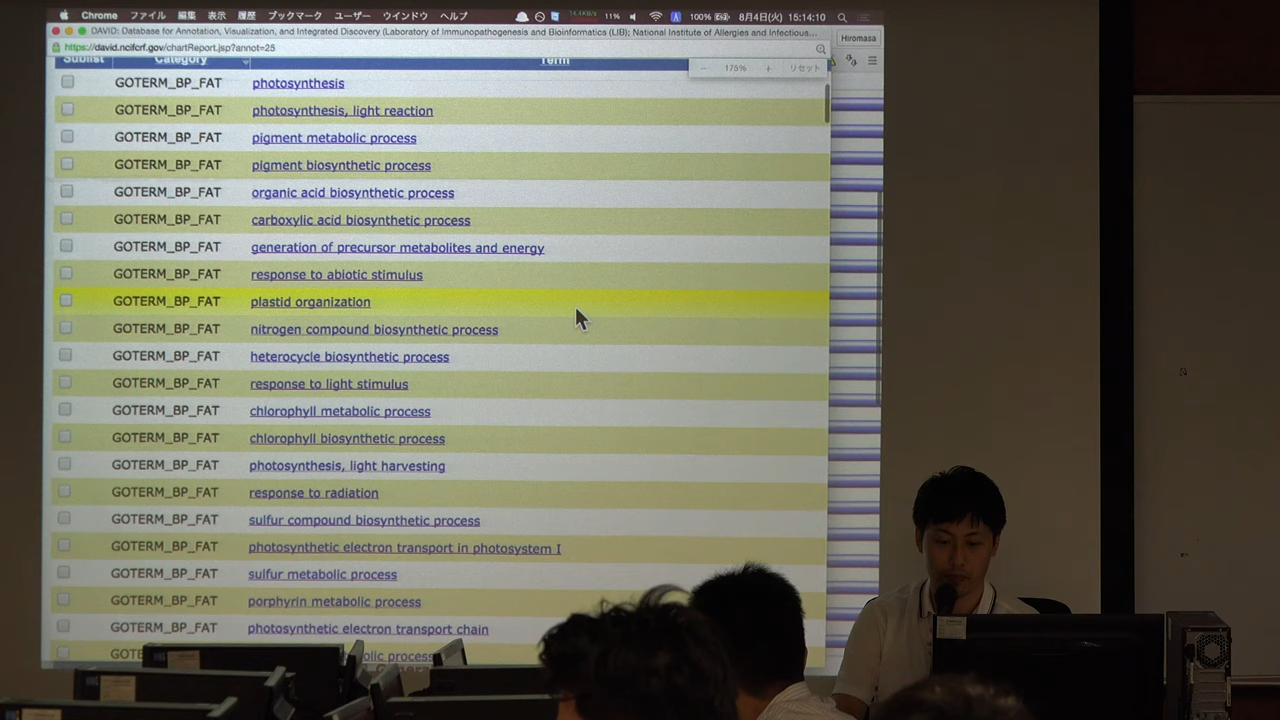 Chrome ファイル 編集 表示 履歴 ブックマーク ユーザー ウインドウ ヘルプ 11% 100% 8月4日(火) 15:14:10
DAVID: Database for Annotation, Visualization, and Integrated Discovery (Laboratory of Immunopathogenesis and Bioinformatics (LIB); National Institute of Allergies and Infectious...
Hiromasa
https://david.ncifcrf.gov/chartReport.jsp?annot=25
Sublist Category Term
− 175% + リセット
GOTERM_BP_FAT photosynthesis
GOTERM_BP_FAT photosynthesis, light reaction
GOTERM_BP_FAT pigment metabolic process
GOTERM_BP_FAT pigment biosynthetic process
GOTERM_BP_FAT organic acid biosynthetic process
GOTERM_BP_FAT carboxylic acid biosynthetic process
GOTERM_BP_FAT generation of precursor metabolites and energy
GOTERM_BP_FAT response to abiotic stimulus
GOTERM_BP_FAT plastid organization
GOTERM_BP_FAT nitrogen compound biosynthetic process
GOTERM_BP_FAT heterocycle biosynthetic process
GOTERM_BP_FAT response to light stimulus
GOTERM_BP_FAT chlorophyll metabolic process
GOTERM_BP_FAT chlorophyll biosynthetic process
GOTERM_BP_FAT photosynthesis, light harvesting
GOTERM_BP_FAT response to radiation
GOTERM_BP_FAT sulfur compound biosynthetic process
GOTERM_BP_FAT photosynthetic electron transport in photosystem I
GOTERM_BP_FAT sulfur metabolic process
GOTERM_BP_FAT porphyrin metabolic process
GOTERM_BP_FAT photosynthetic electron transport chain
process